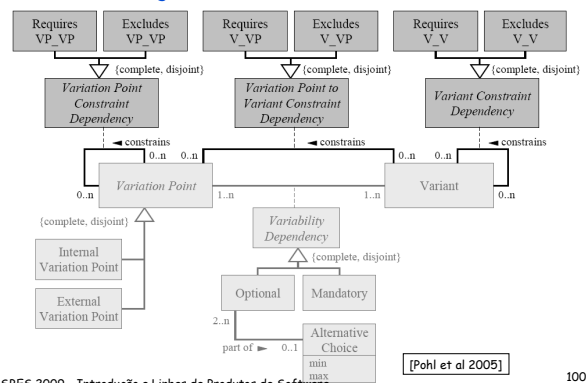 Requires
VP_VP
Excludes
VP_VP
Requires
V_VP
Excludes
V_VP
Requires
V_V
Excludes
V_V
{complete, disjoint}
{complete, disjoint}
{complete, disjoint}
Variation Point
Constraint
Dependency
Variation Point to
Variant Constraint
Dependency
Variant Constraint
Dependency
◄ constrains
◄ constrains
◄ constrains
0..n
0..n
0..n
0..n
0..n
Variation Point
1..n
1..n
Variant
0..n
{complete, disjoint}
Variability
Dependency
{complete, disjoint}
Internal
Variation Point
External
Variation Point
Optional
Mandatory
2..n
part of ►
0..1
Alternative
Choice
min
max
[Pohl et al 2005]
100